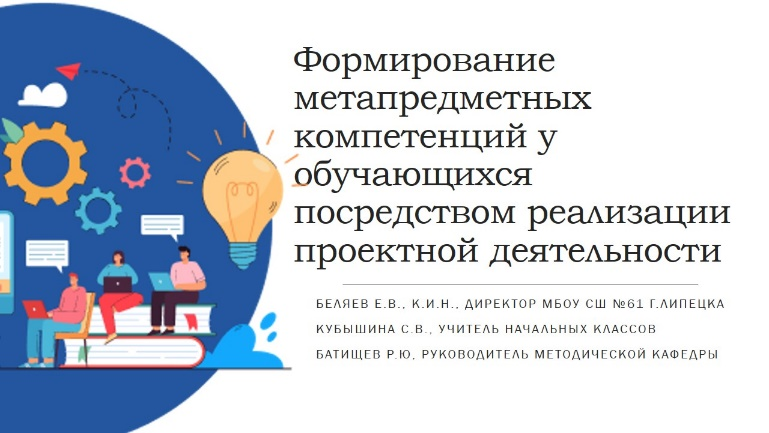 Формирование
метапредметных
компетенций у
обучающихся
посредством реализации
проектной деятельности
БЕЛЯЕВ Е.В., К.И.Н., ДИРЕКТОР МБОУ СШ №61 Г.ЛИПЕЦКА
КУБЫШИНА С.В., УЧИТЕЛЬ НАЧАЛЬНЫХ КЛАССОВ
БАТИЩЕВ Р.Ю, РУКОВОДИТЕЛЬ МЕТОДИЧЕСКОЙ КАФЕДРЫ